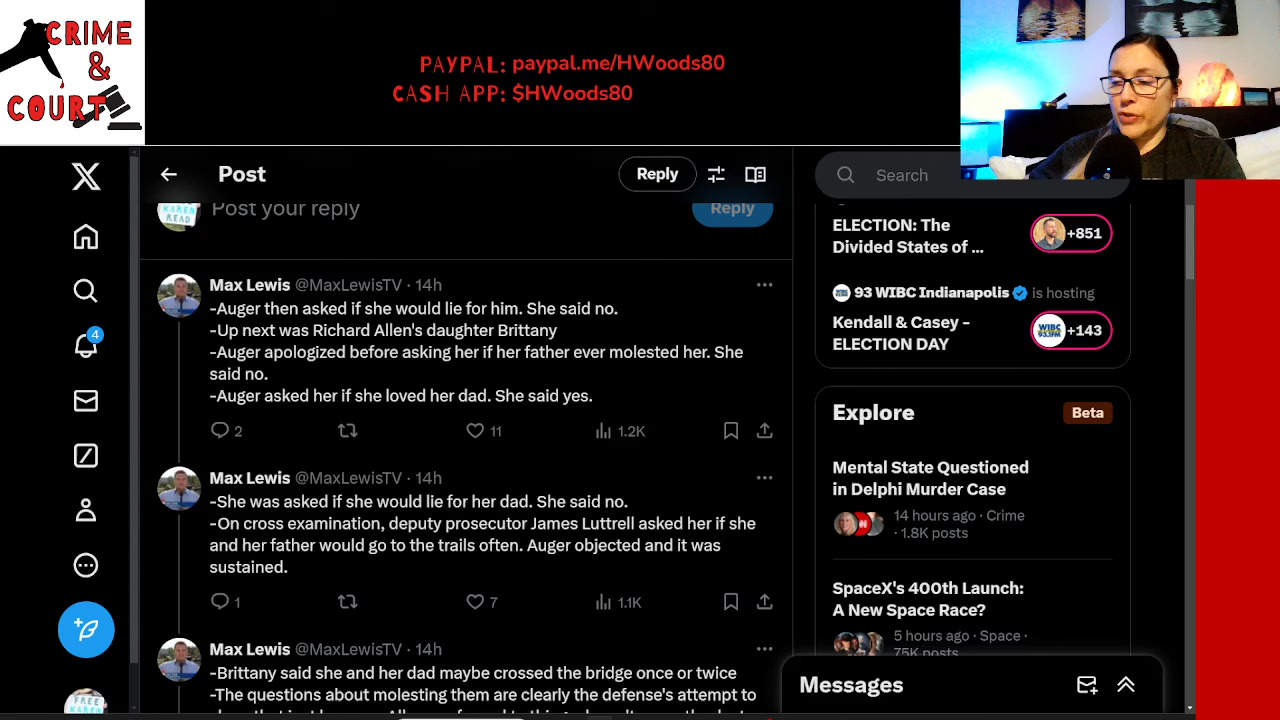 CRIME
&
COURT
PAYPAL: paypal.me/HWoods80
CASH APP: $HWoods80
Post
Reply
Search
Post your reply
Reply
Max Lewis @MaxLewisTV · 14h
-Auger then asked if she would lie for him. She said no.
-Up next was Richard Allen's daughter Brittany
-Auger apologized before asking her if her father ever molested her. She
said no.
-Auger asked her if she loved her dad. She said yes.
2 11 1.2K
Max Lewis @MaxLewisTV · 14h
-She was asked if she would lie for her dad. She said no.
-On cross examination, deputy prosecutor James Luttrell asked her if she
and her father would go to the trails often. Auger objected and it was
sustained.
1 7 1.1K
Max Lewis @MaxLewisTV · 14h
-Brittany said she and her dad maybe crossed the bridge once or twice
-The questions about molesting them are clearly the defense's attempt to
4
ELECTION: The
Divided States of ...
+851
93 WIBC Indianapolis is hosting
Kendall & Casey –
ELECTION DAY
+143
Explore
Beta
Mental State Questioned
in Delphi Murder Case
14 hours ago · Crime
· 1.8K posts
SpaceX's 400th Launch:
A New Space Race?
5 hours ago · Space ·
75K posts
Messages